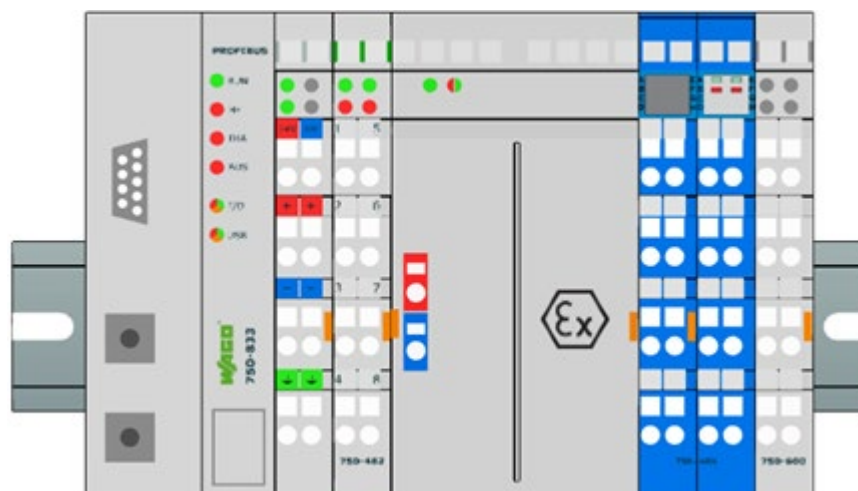 PROFIBUS
RUN
BF
DIA
BUS
I/O
1
5
+
+
2
6
-
-
3
7
4
8
WAGO
750-833
εx
750-482
750-600